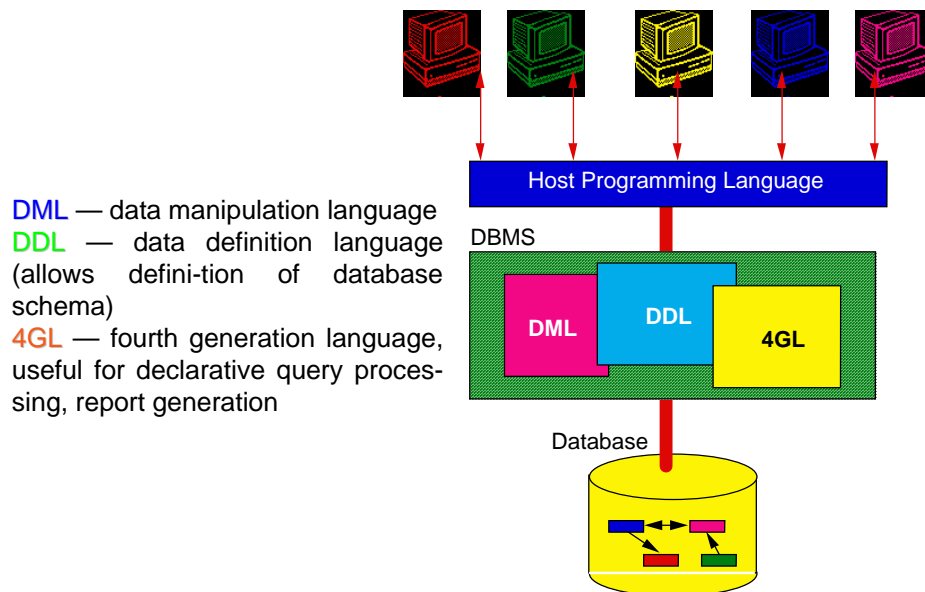 Host Programming Language
DML — data manipulation language
DDL — data definition language
(allows defini-tion of database
schema)
4GL — fourth generation language,
useful for declarative query proces-
sing, report generation
DBMS
DML
DDL
4GL
Database